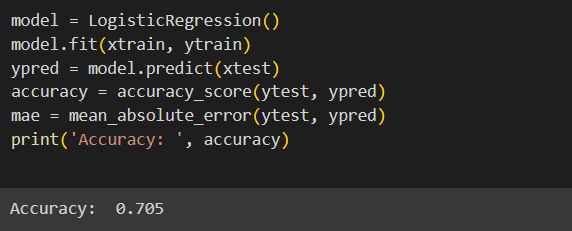 model = LogisticRegression()
model.fit(xtrain, ytrain)
ypred = model.predict(xtest)
accuracy = accuracy_score(ytest, ypred)
mae = mean_absolute_error(ytest, ypred)
print('Accuracy: ', accuracy)
Accuracy:  0.705